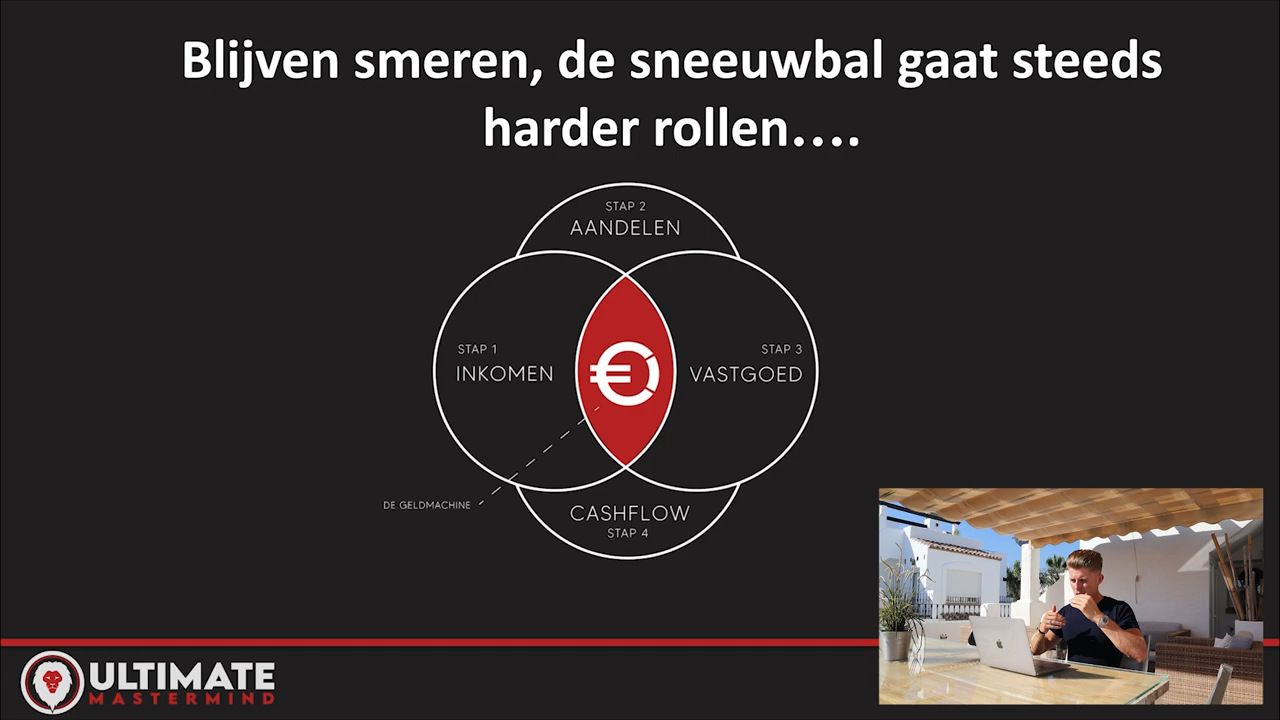 Blijven smeren, de sneeuwbal gaat steeds
harder rollen....
STAP 2
AANDELEN
STAP 1
INKOMEN
€
STAP 3
VASTGOED
DE GELDMACHINE
CASHFLOW
STAP 4
ULTIMATE
MASTERMIND